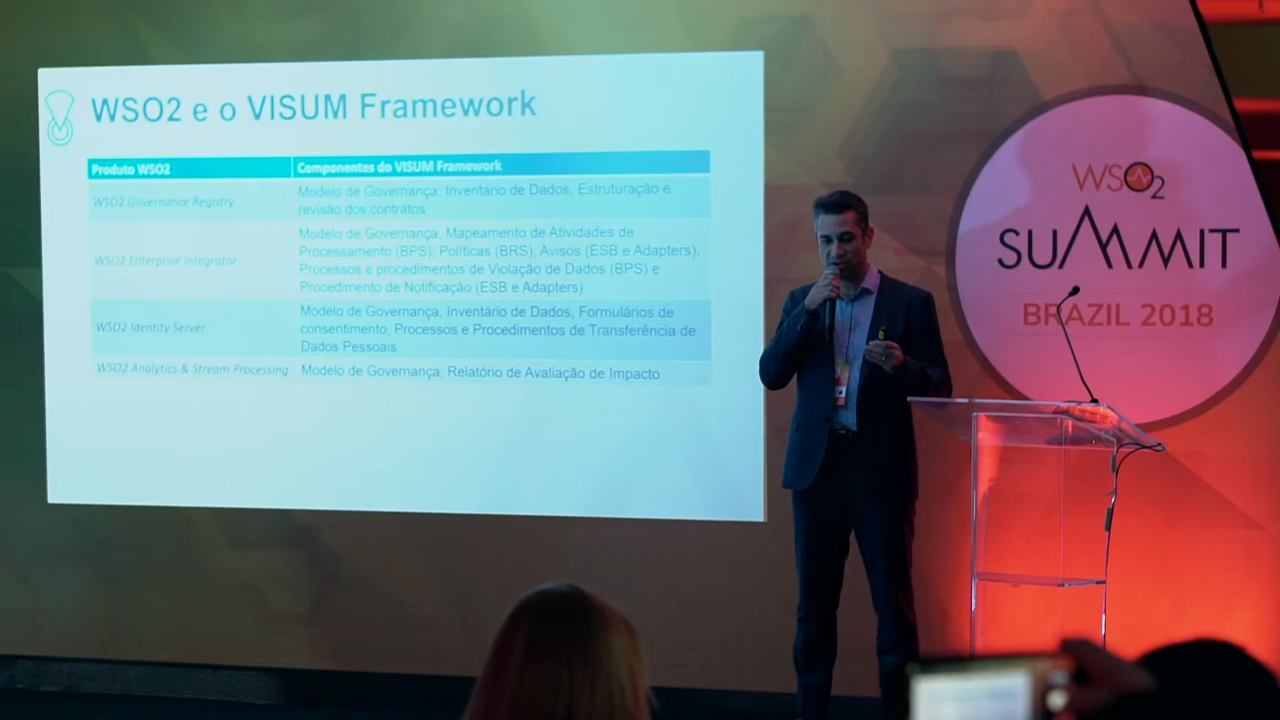 WSO2 e o VISUM Framework
Produto WSO2
Componentes do VISUM Framework
WSO2 Governance Registry
Modelo de Governança, Inventário de Dados, Estruturação e
revisão dos contratos
WSO2 Enterprise Integrator
Modelo de Governança, Mapeamento de Atividades de
Processamento (BPS), Políticas (BRS), Avisos (ESB e Adapters),
Processos e procedimentos de Violação de Dados (BPS) e
Procedimento de Notificação (ESB e Adapters)
WSO2 Identity Server
Modelo de Governança, Inventário de Dados, Formulários de
consentimento, Processos e Procedimentos de Transferência de
Dados Pessoais
WSO2 Analytics & Stream Processing
Modelo de Governança, Relatório de Avaliação de Impacto
WSO2
SUMMIT
BRAZIL 2018